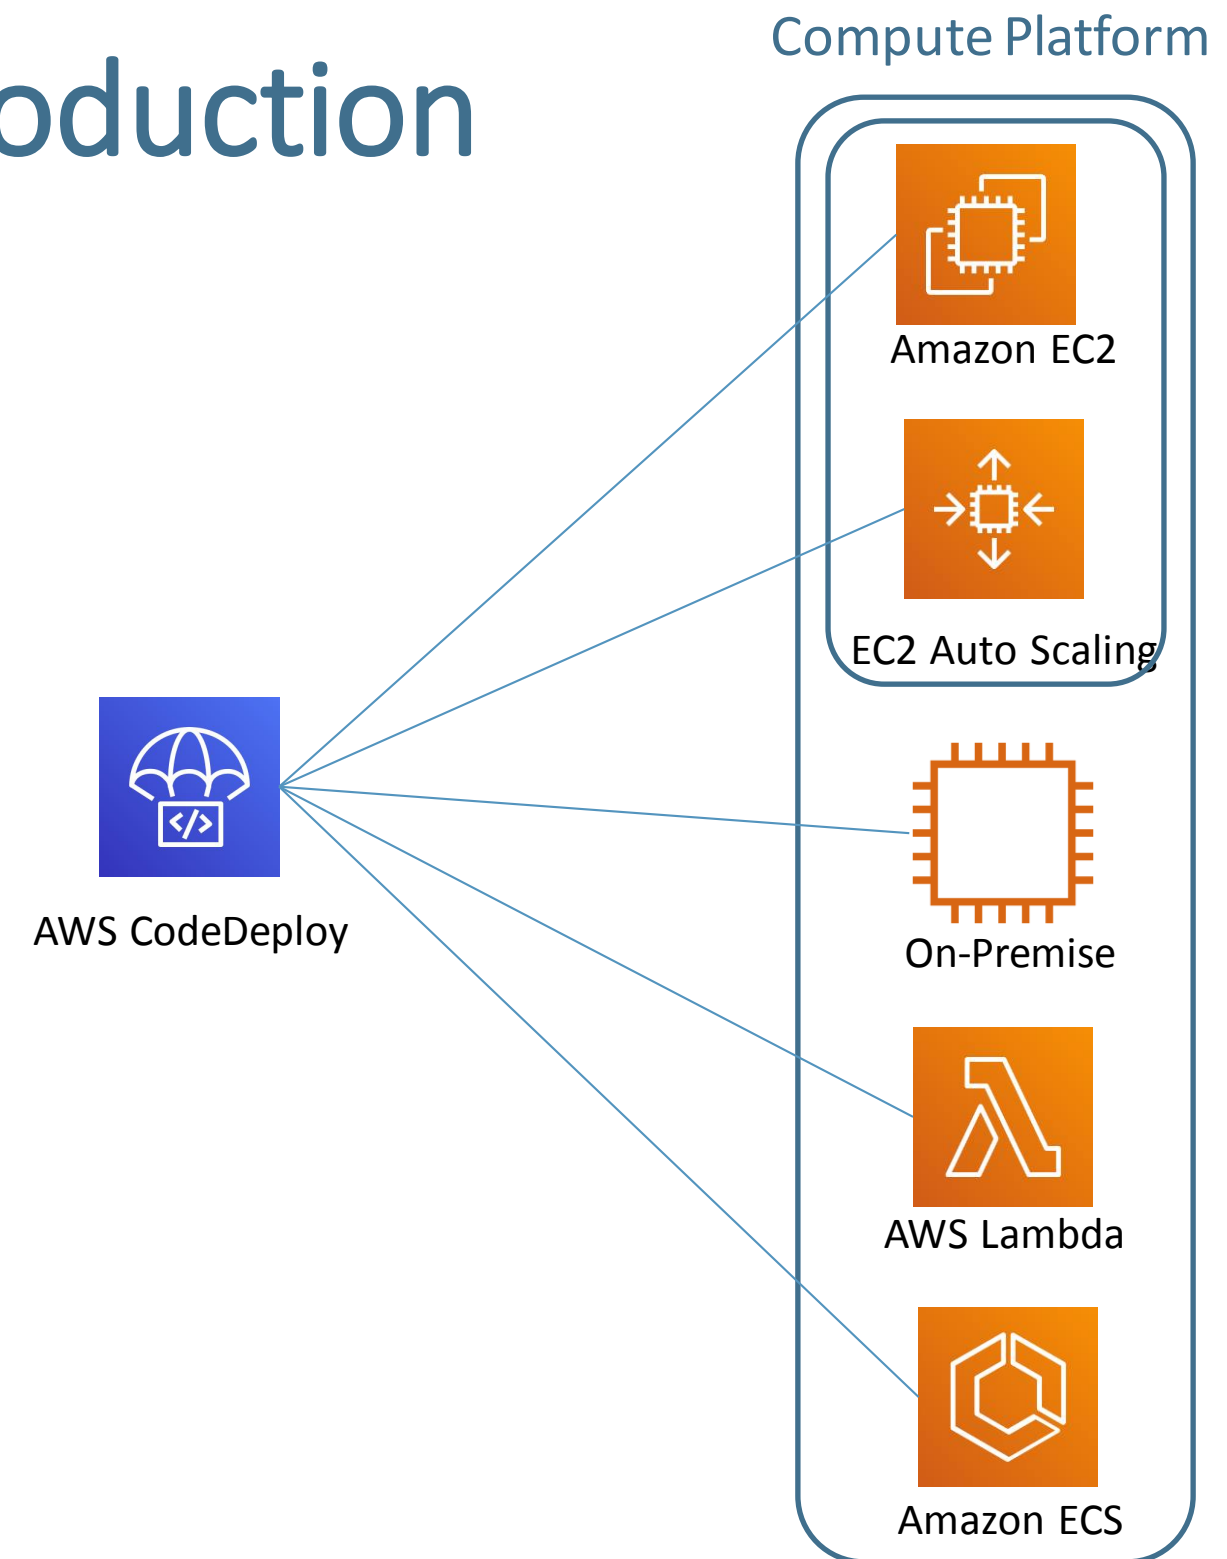 Compute Platform
oduction
Amazon EC2
EC2 Auto Scaling
</>
AWS CodeDeploy
On-Premise
AWS Lambda
Amazon ECS